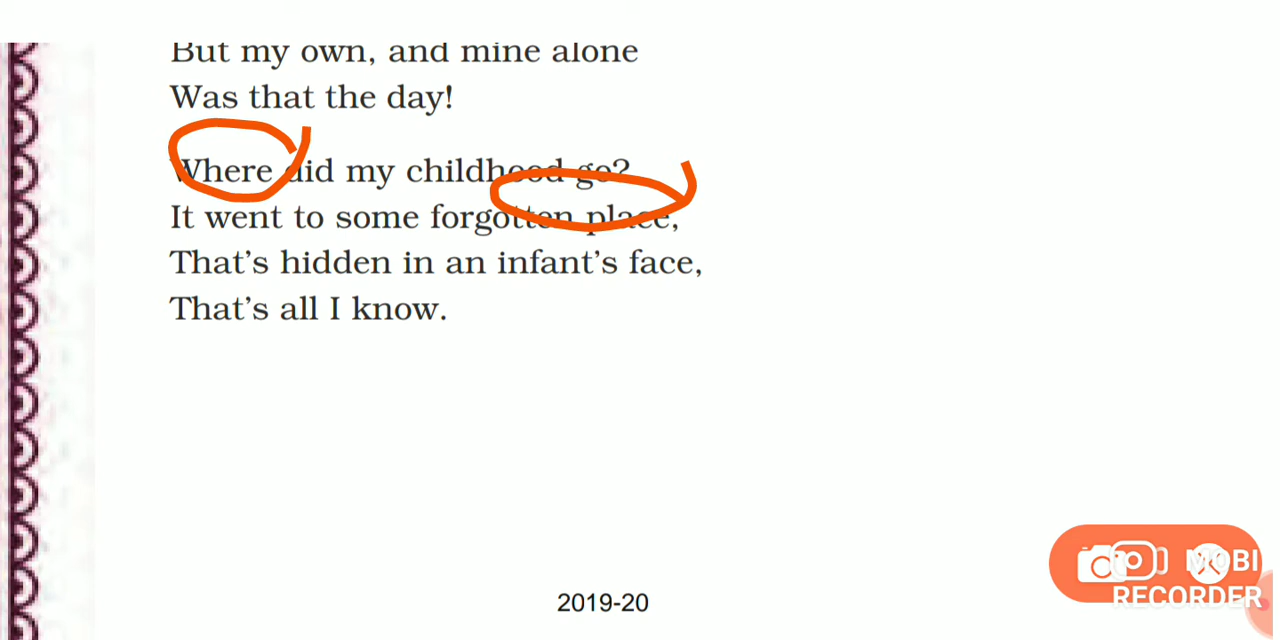 But my own, and mine alone
Was that the day!
Where did my childhood go?
It went to some forgotten place,
That's hidden in an infant's face,
That's all I know.
2019-20
MOBI
RECORDER